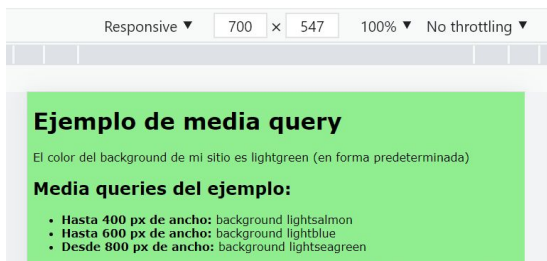 Responsive ▼ 700 × 547 100% ▼ No throttling ▼
Ejemplo de media query
El color del background de mi sitio es lightgreen (en forma predeterminada)
Media queries del ejemplo:
• Hasta 400 px de ancho: background lightsalmon
• Hasta 600 px de ancho: background lightblue
• Desde 800 px de ancho: background lightseagreen